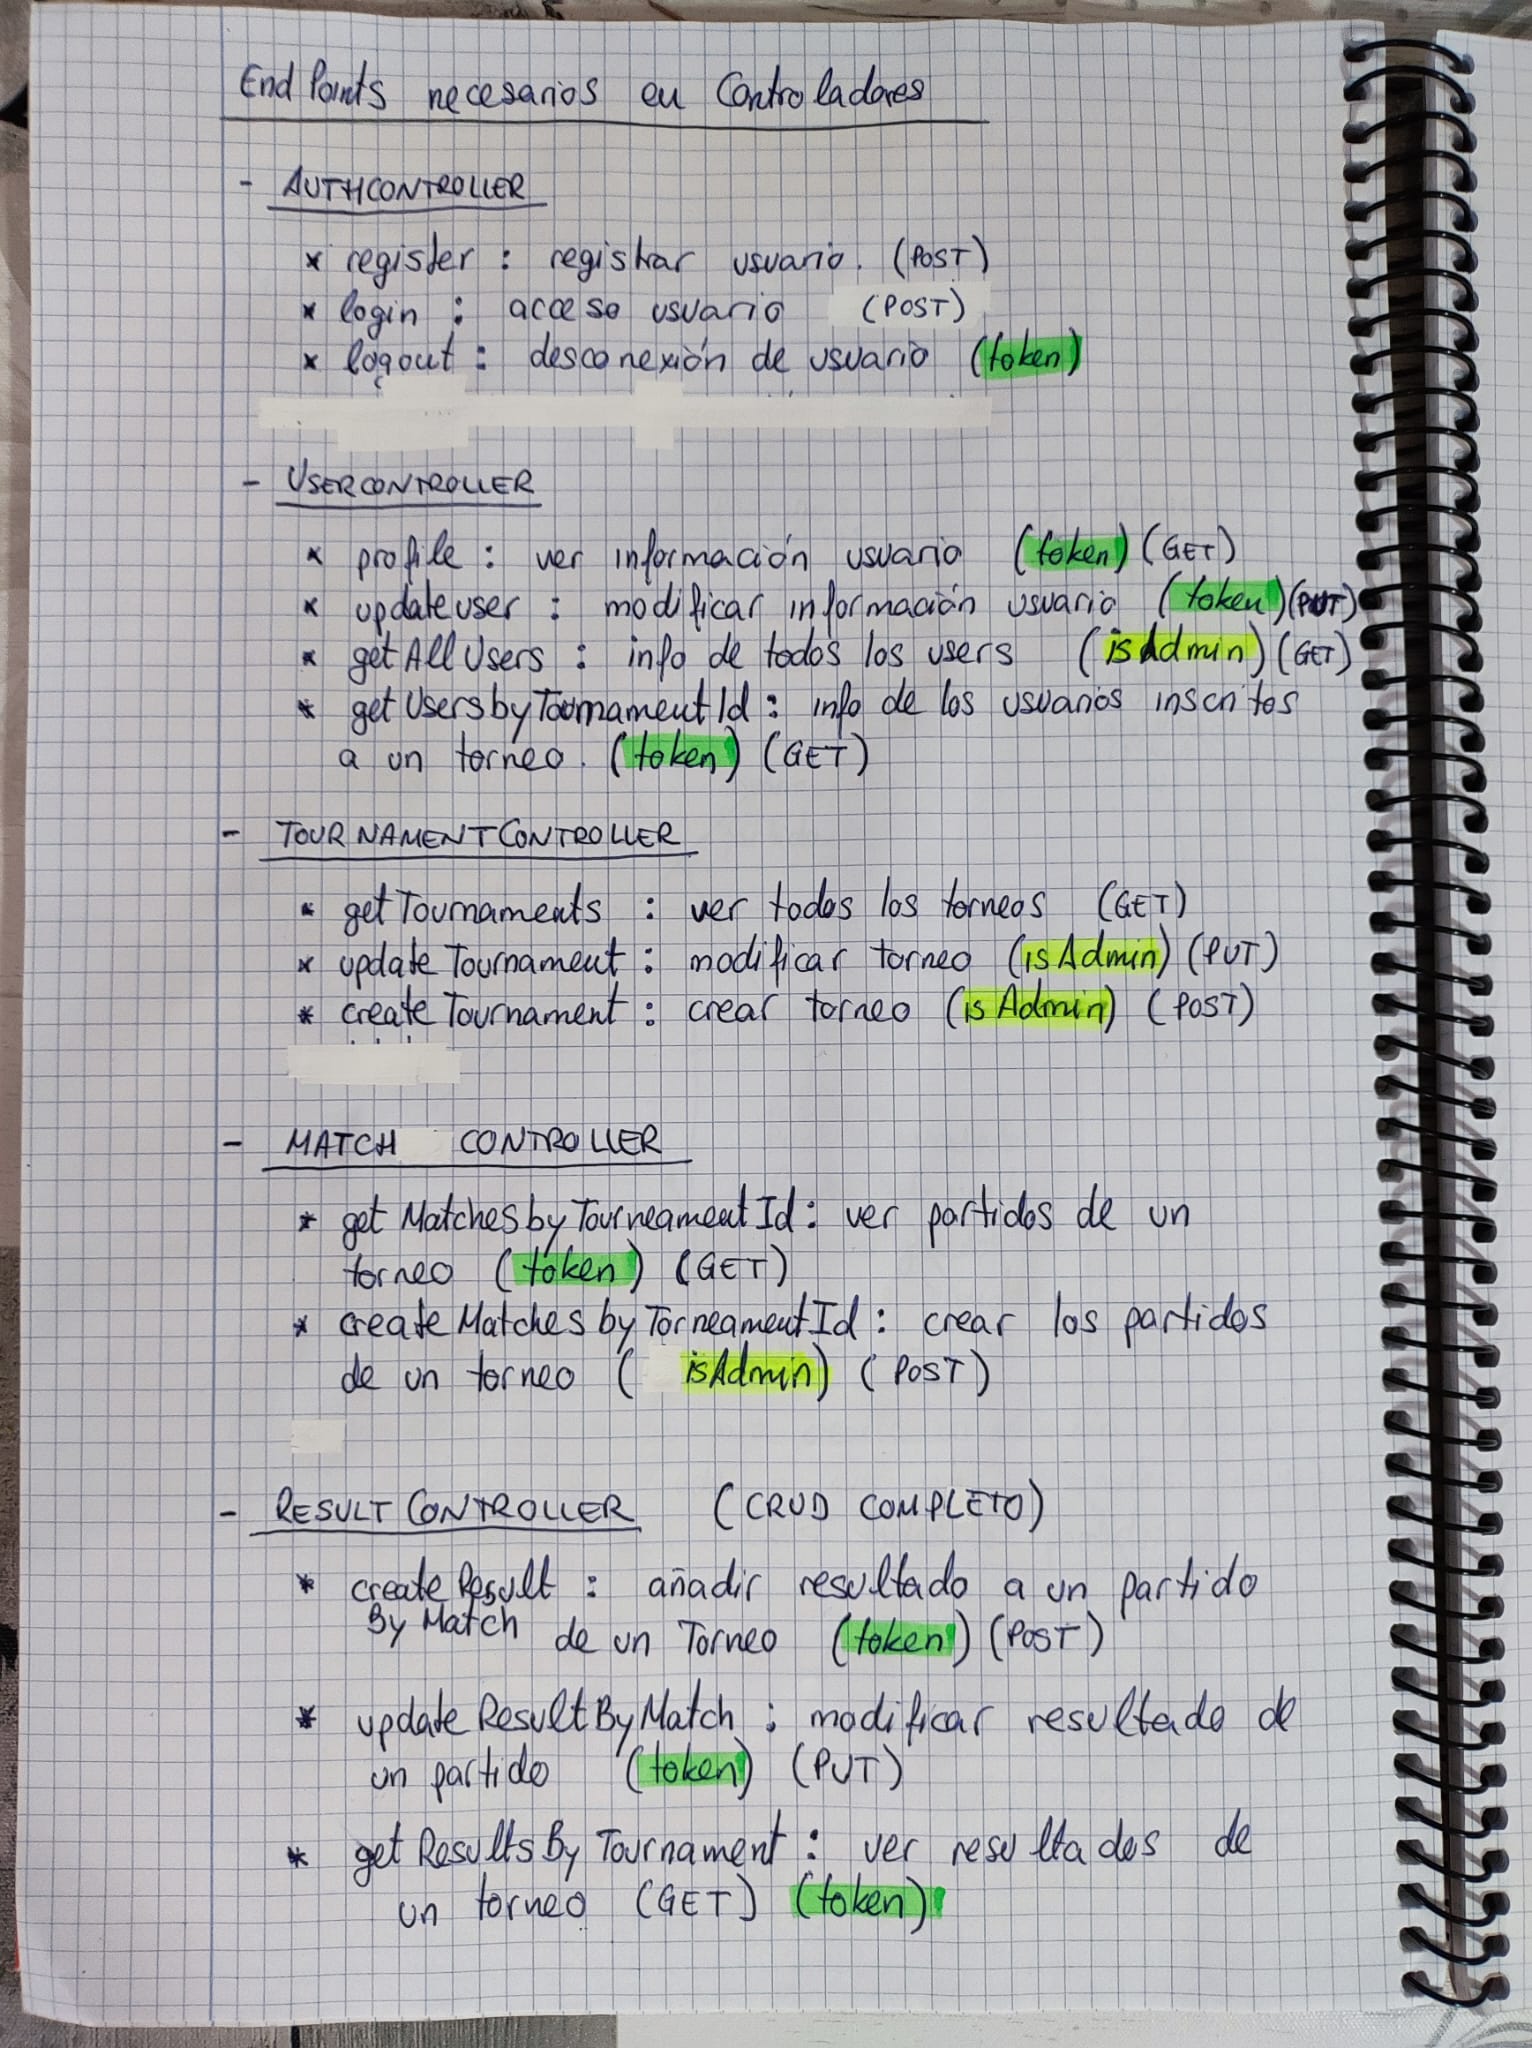 EndPoints necesarios en Controladores
- AUTHCONTROLLER
* register : registrar usuario. (POST)
* login : acceso usuario (POST)
* logout : desconexión de usuario (token)
- USERCONTROLLER
* profile : ver información usuario (token) (GET)
* updateuser : modificar información usuario (token) (PUT)
* getAllUsers : info de todos los users (isAdmin) (GET)
* getUsersbyTournamentId : info de los usuarios inscritos
a un torneo. (token) (GET)
- TOURNAMENTCONTROLLER
* getTournaments : ver todos los torneos (GET)
* updateTournament : modificar torneo (isAdmin) (PUT)
* createTournament : crear torneo (isAdmin) (POST)
- MATCH CONTROLLER
* getMatchesbyTourneamentId : ver partidos de un
torneo (token) (GET)
* createMatchesbyTorneamentId : crear los partidos
de un torneo ( isAdmin) (POST)
- RESULTCONTROLLER (CRUD COMPLETO)
* createResult : añadir resultado a un partido
By Match de un Torneo (token) (POST)
* updateResultByMatch : modificar resultado de
un partido (token) (PUT)
* getResultsByTournament : ver resultados de
un torneo (GET) (token)